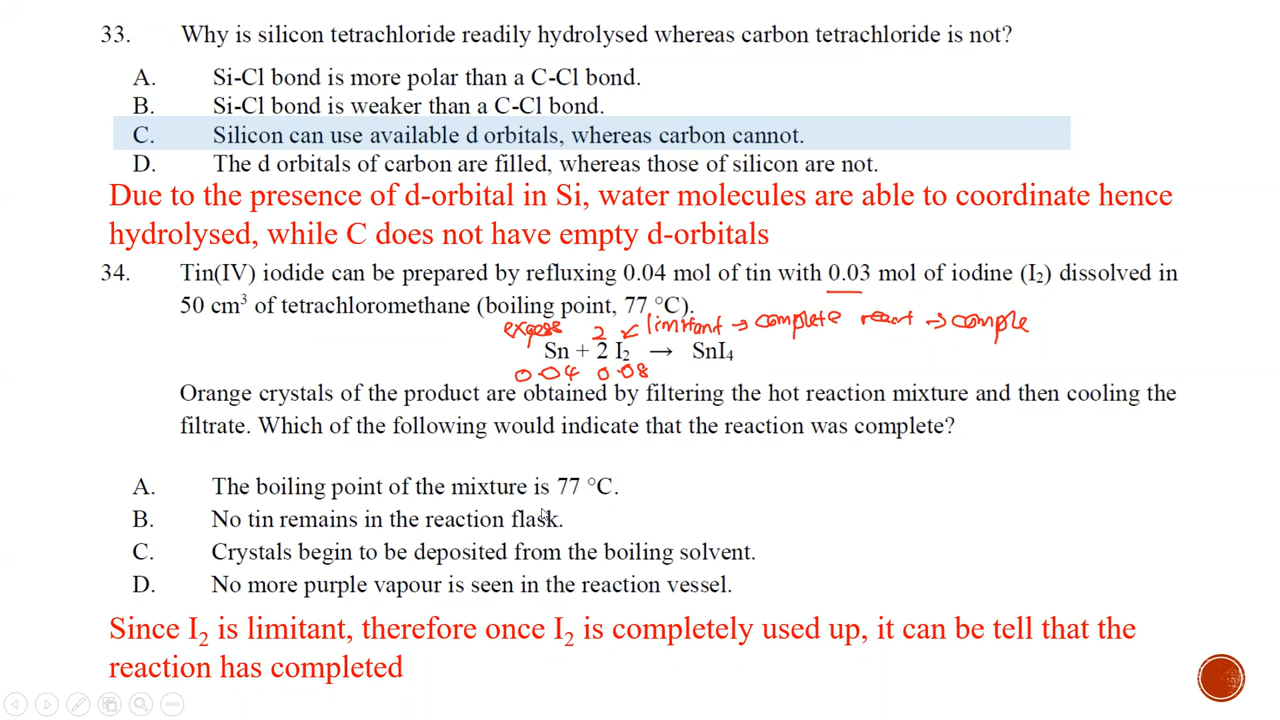 33. Why is silicon tetrachloride readily hydrolysed whereas carbon tetrachloride is not?
A. Si-Cl bond is more polar than a C-Cl bond.
B. Si-Cl bond is weaker than a C-Cl bond.
C. Silicon can use available d orbitals, whereas carbon cannot.
D. The d orbitals of carbon are filled, whereas those of silicon are not.
Due to the presence of d-orbital in Si, water molecules are able to coordinate hence
hydrolysed, while C does not have empty d-orbitals
34. Tin(IV) iodide can be prepared by refluxing 0.04 mol of tin with 0.03 mol of iodine (I₂) dissolved in
50 cm³ of tetrachloromethane (boiling point, 77 °C).
2 limitant → complete react → comple
Sn + 2 I₂ → SnI₄
0.04 0.08
Orange crystals of the product are obtained by filtering the hot reaction mixture and then cooling the
filtrate. Which of the following would indicate that the reaction was complete?
A. The boiling point of the mixture is 77 °C.
B. No tin remains in the reaction flask.
C. Crystals begin to be deposited from the boiling solvent.
D. No more purple vapour is seen in the reaction vessel.
Since I₂ is limitant, therefore once I₂ is completely used up, it can be tell that the
reaction has completed